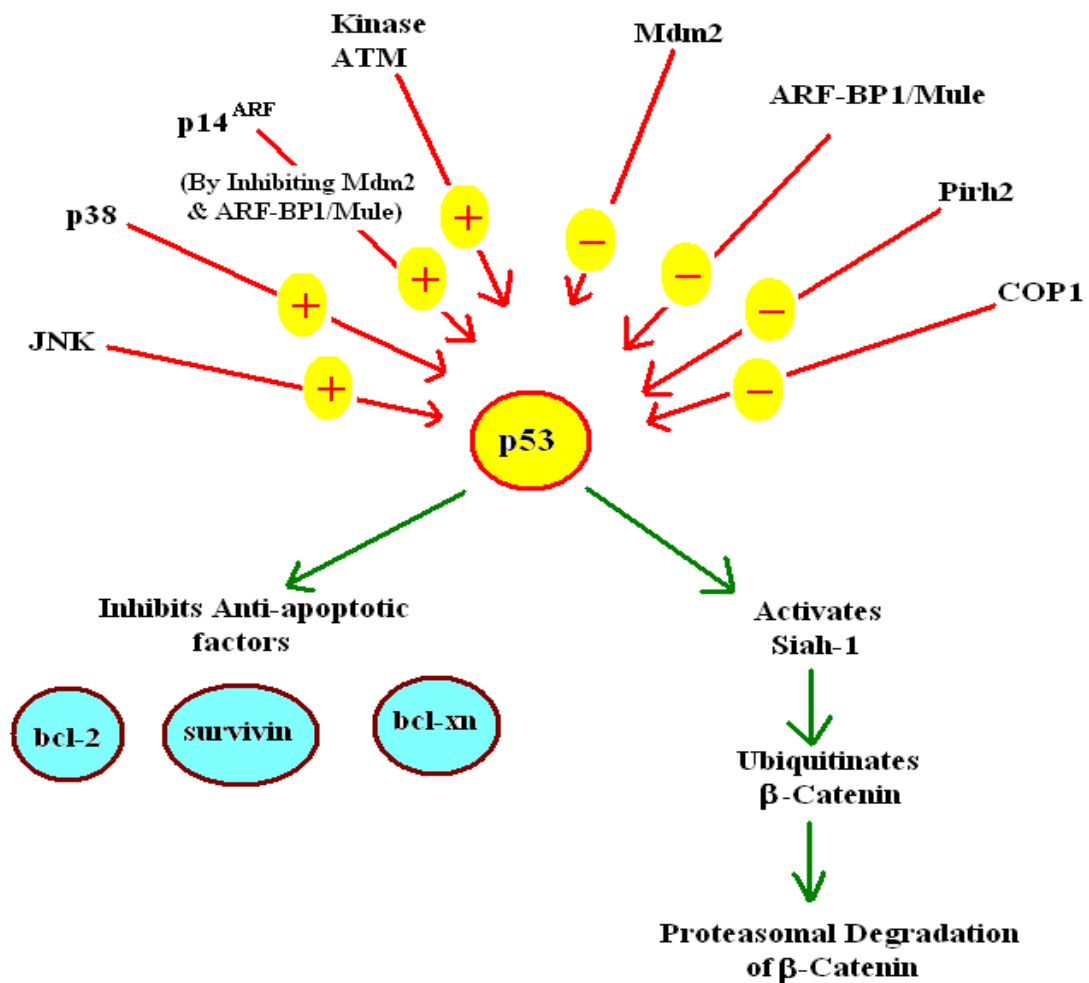 Kinase
ATM
Mdm2
ARF-BP1/Mule
p14ARF
(By Inhibiting Mdm2
& ARF-BP1/Mule)
Pirh2
p38
COP1
JNK
+
+
+
+
−
−
−
−
p53
Inhibits Anti-apoptotic
factors
bcl-2
survivin
bcl-xn
Activates
Siah-1
Ubiquitinates
β-Catenin
Proteasomal Degradation
of β-Catenin